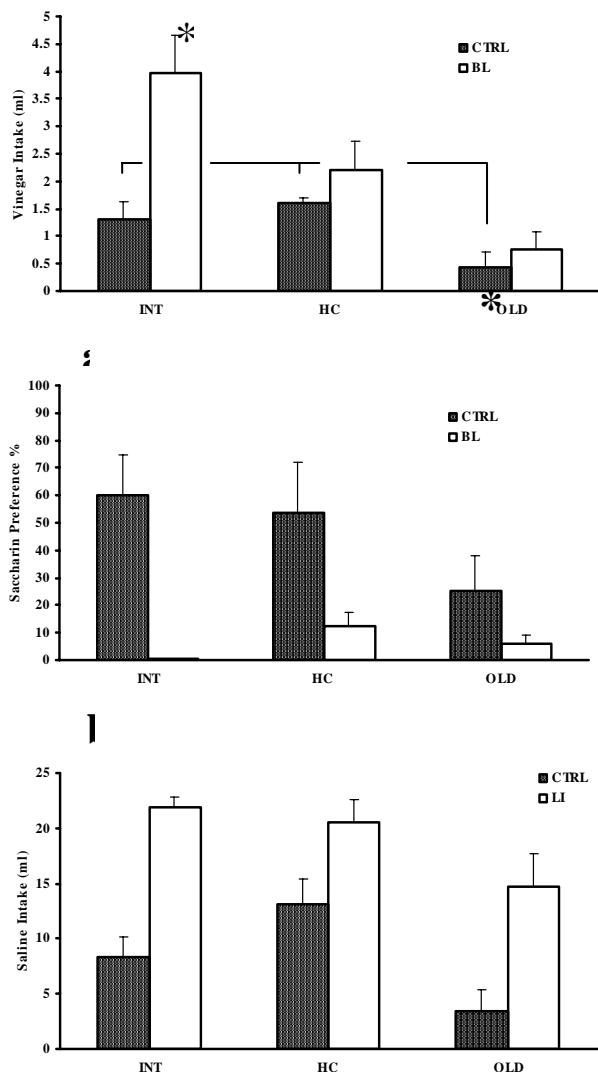 5
4.5
4
3.5
3
2.5
2
1.5
1
0.5
0
Vinegar Intake (ml)
*
CTRL
BL
INT HC OLD
*
100
90
80
70
60
50
40
30
20
10
0
Saccharin Preference %
CTRL
BL
INT HC OLD
25
20
15
10
5
0
Saline Intake (ml)
CTRL
LI
INT HC OLD